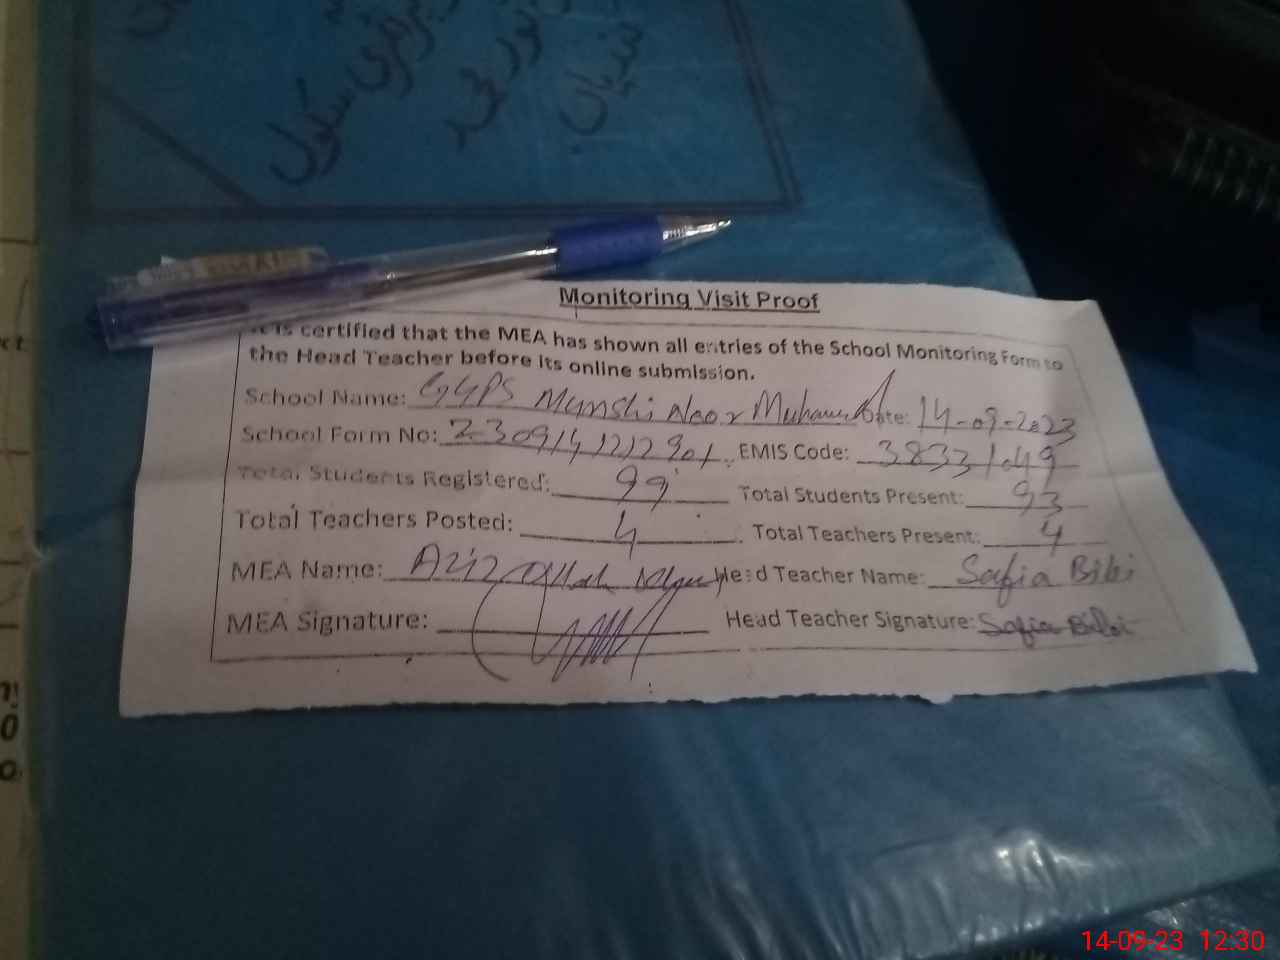 سکول
نور محمد
Monitoring Visit Proof
It is certified that the MEA has shown all entries of the School Monitoring Form to
the Head Teacher before its online submission.
School Name: GGPS Munshi Noor Muhammad Date: 14-09-2023
School Form No: 2309141212901 EMIS Code: 38331049
Total Students Registered: 99 Total Students Present: 93
Total Teachers Posted: 4 Total Teachers Present: 4
MEA Name: Aziz Ullah Head Teacher Name: Safia Bibi
MEA Signature: Head Teacher Signature: Safia Bibi
14-09-23 12:30